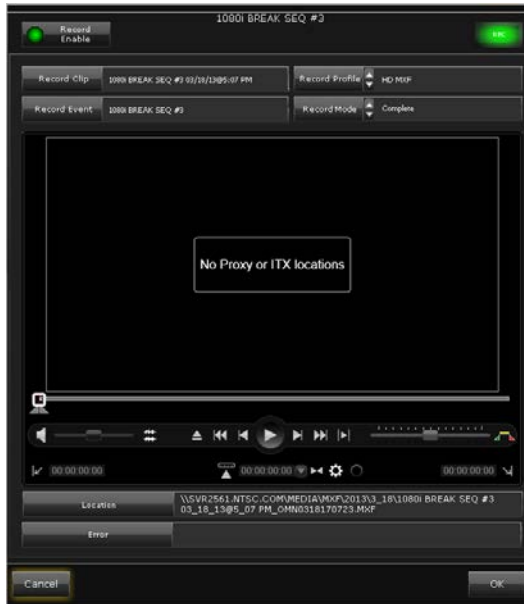 1080i BREAK SEQ #3
Record Enable
REC
Record Clip 1080i BREAK SEQ #3 03/18/13@5:07 PM
Record Profile HD MXF
Record Event 1080i BREAK SEQ #3
Record Mode Complete
No Proxy or ITX locations
00:00:00:00 00:00:00:00 00:00:00:00
Location \\SVR2561.NTSC.COM\MEDIA\MXF\2013\3_18\1080I BREAK SEQ #3
03_18_13@5_07 PM_OMN0318170723.MXF
Error
Cancel OK